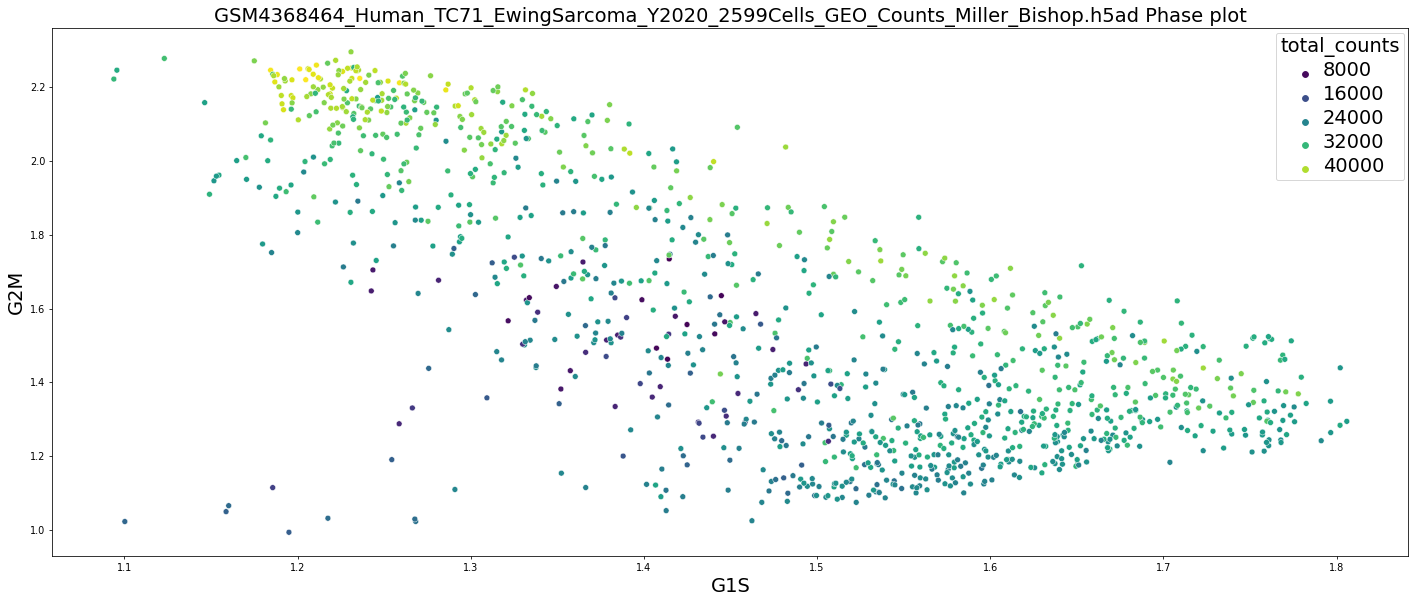 GSM4368464_Human_TC71_EwingSarcoma_Y2020_2599Cells_GEO_Counts_Miller_Bishop.h5ad Phase plot
total_counts
8000
16000
24000
32000
40000
G2M
2.2
2.0
1.8
1.6
1.4
1.2
1.0
1.1 1.2 1.3 1.4 1.5 1.6 1.7 1.8
G1S